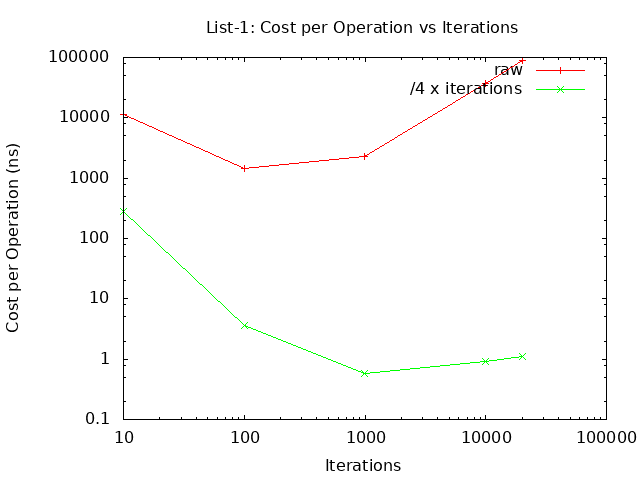 List-1: Cost per Operation vs Iterations
100000
10000
1000
100
10
1
0.1
Cost per Operation (ns)
raw
/4 x iterations
10 100 1000 10000 100000
Iterations